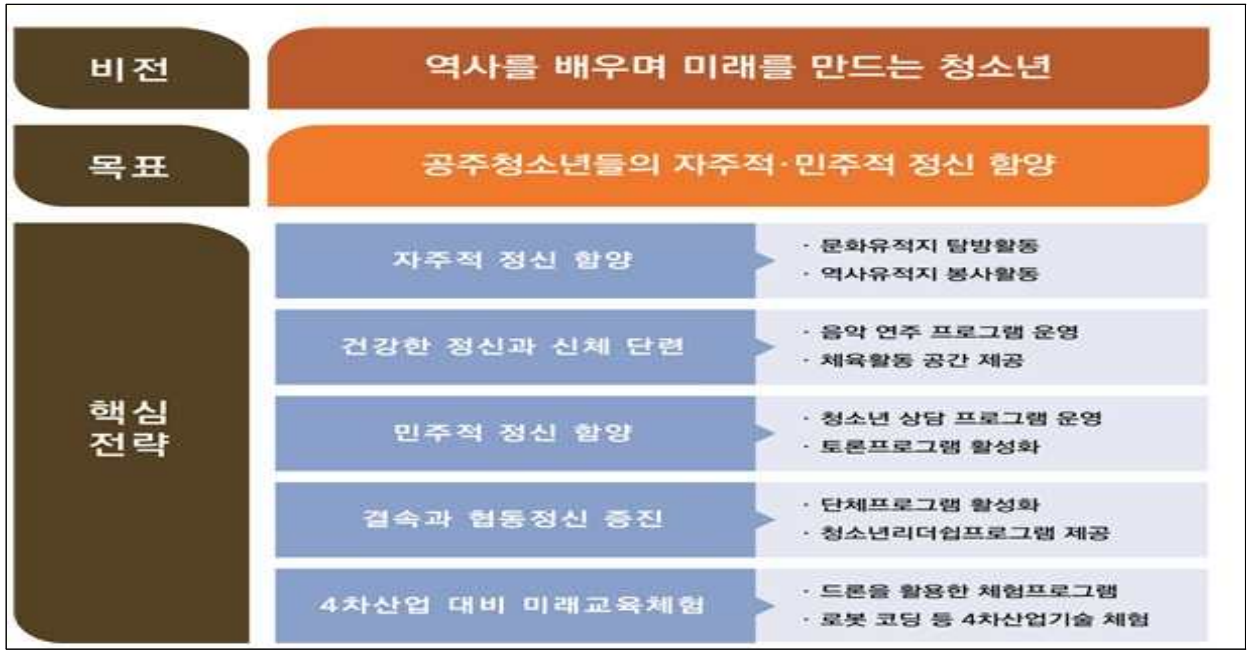 비전
역사를 배우며 미래를 만드는 청소년
목표
공주청소년들의 자주적·민주적 정신 함양
핵심
전략
자주적 정신 함양
· 문화유적지 탐방활동
· 역사유적지 봉사활동
건강한 정신과 신체 단련
· 음악 연주 프로그램 운영
· 체육활동 공간 제공
민주적 정신 함양
· 청소년 상담 프로그램 운영
· 토론프로그램 활성화
결속과 협동정신 증진
· 단체프로그램 활성화
· 청소년리더쉽프로그램 제공
4차산업 대비 미래교육체험
· 드론을 활용한 체험프로그램
· 로봇 코딩 등 4차산업기술 체험